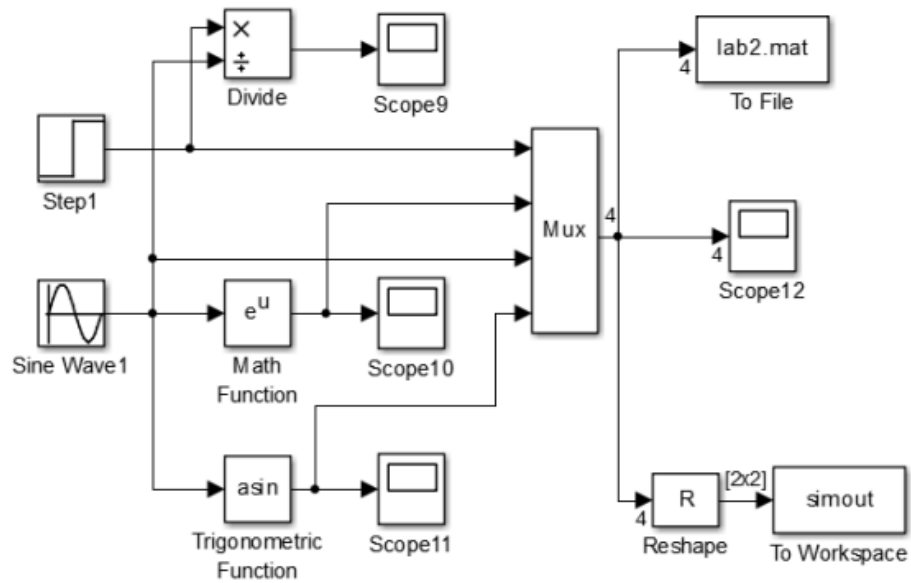 ×
÷
Divide
Scope9
lab2.mat
4
To File
Step1
Mux
4
4
Scope12
Sine Wave1
eᵘ
Math
Function
Scope10
asin
Trigonometric
Function
Scope11
4
R
Reshape
[2x2]
simout
To Workspace